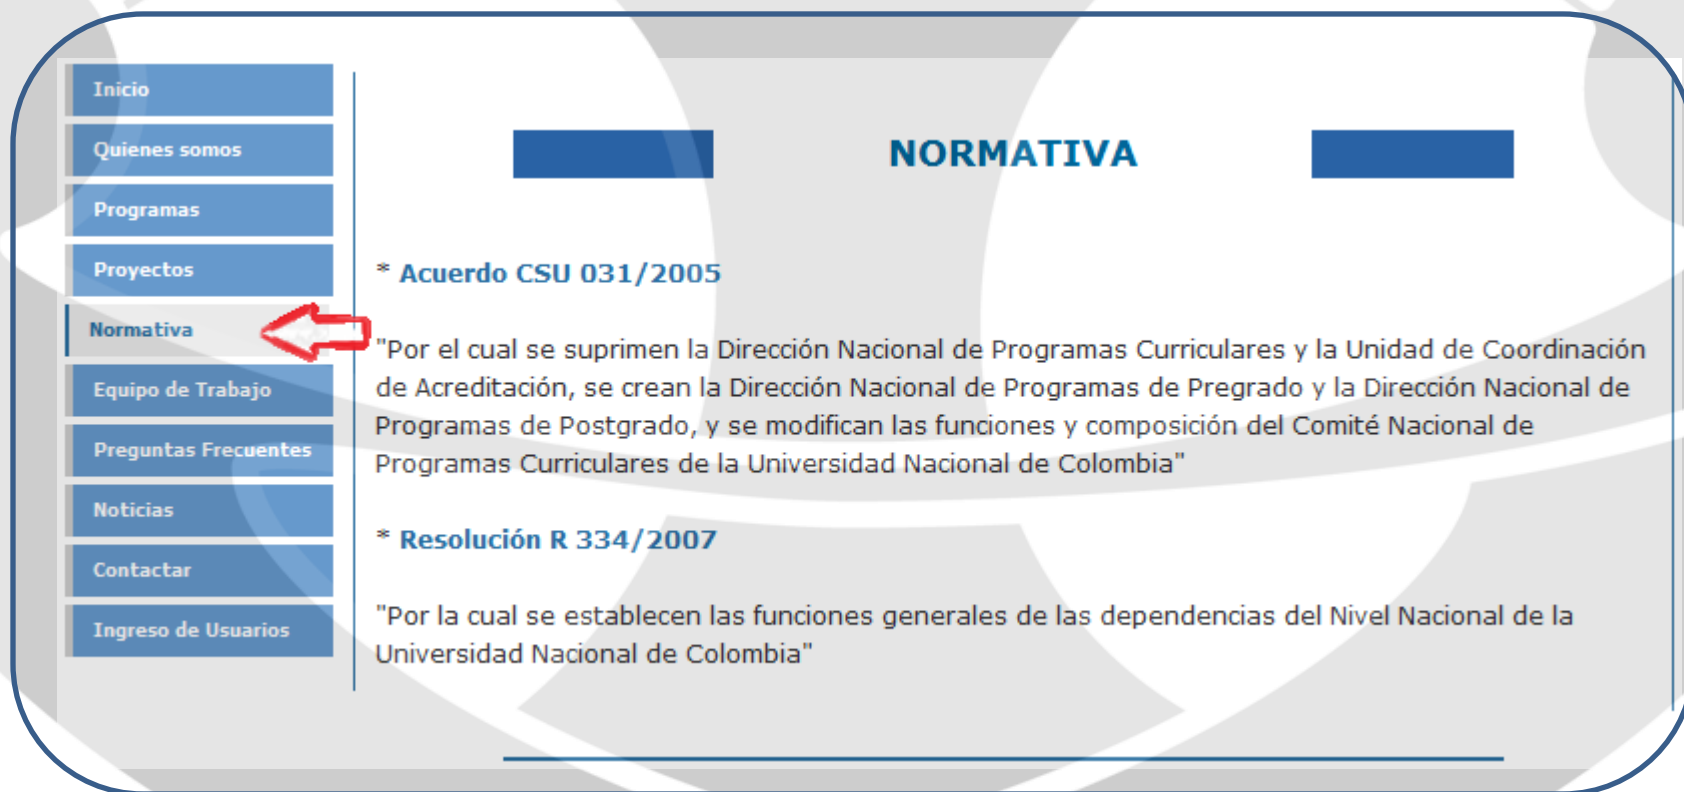 Inicio
Quienes somos
Programas
Proyectos
Normativa
Equipo de Trabajo
Preguntas Frecuentes
Noticias
Contactar
Ingreso de Usuarios
NORMATIVA
* Acuerdo CSU 031/2005
"Por el cual se suprimen la Dirección Nacional de Programas Curriculares y la Unidad de Coordinación
de Acreditación, se crean la Dirección Nacional de Programas de Pregrado y la Dirección Nacional de
Programas de Postgrado, y se modifican las funciones y composición del Comité Nacional de
Programas Curriculares de la Universidad Nacional de Colombia"
* Resolución R 334/2007
"Por la cual se establecen las funciones generales de las dependencias del Nivel Nacional de la
Universidad Nacional de Colombia"